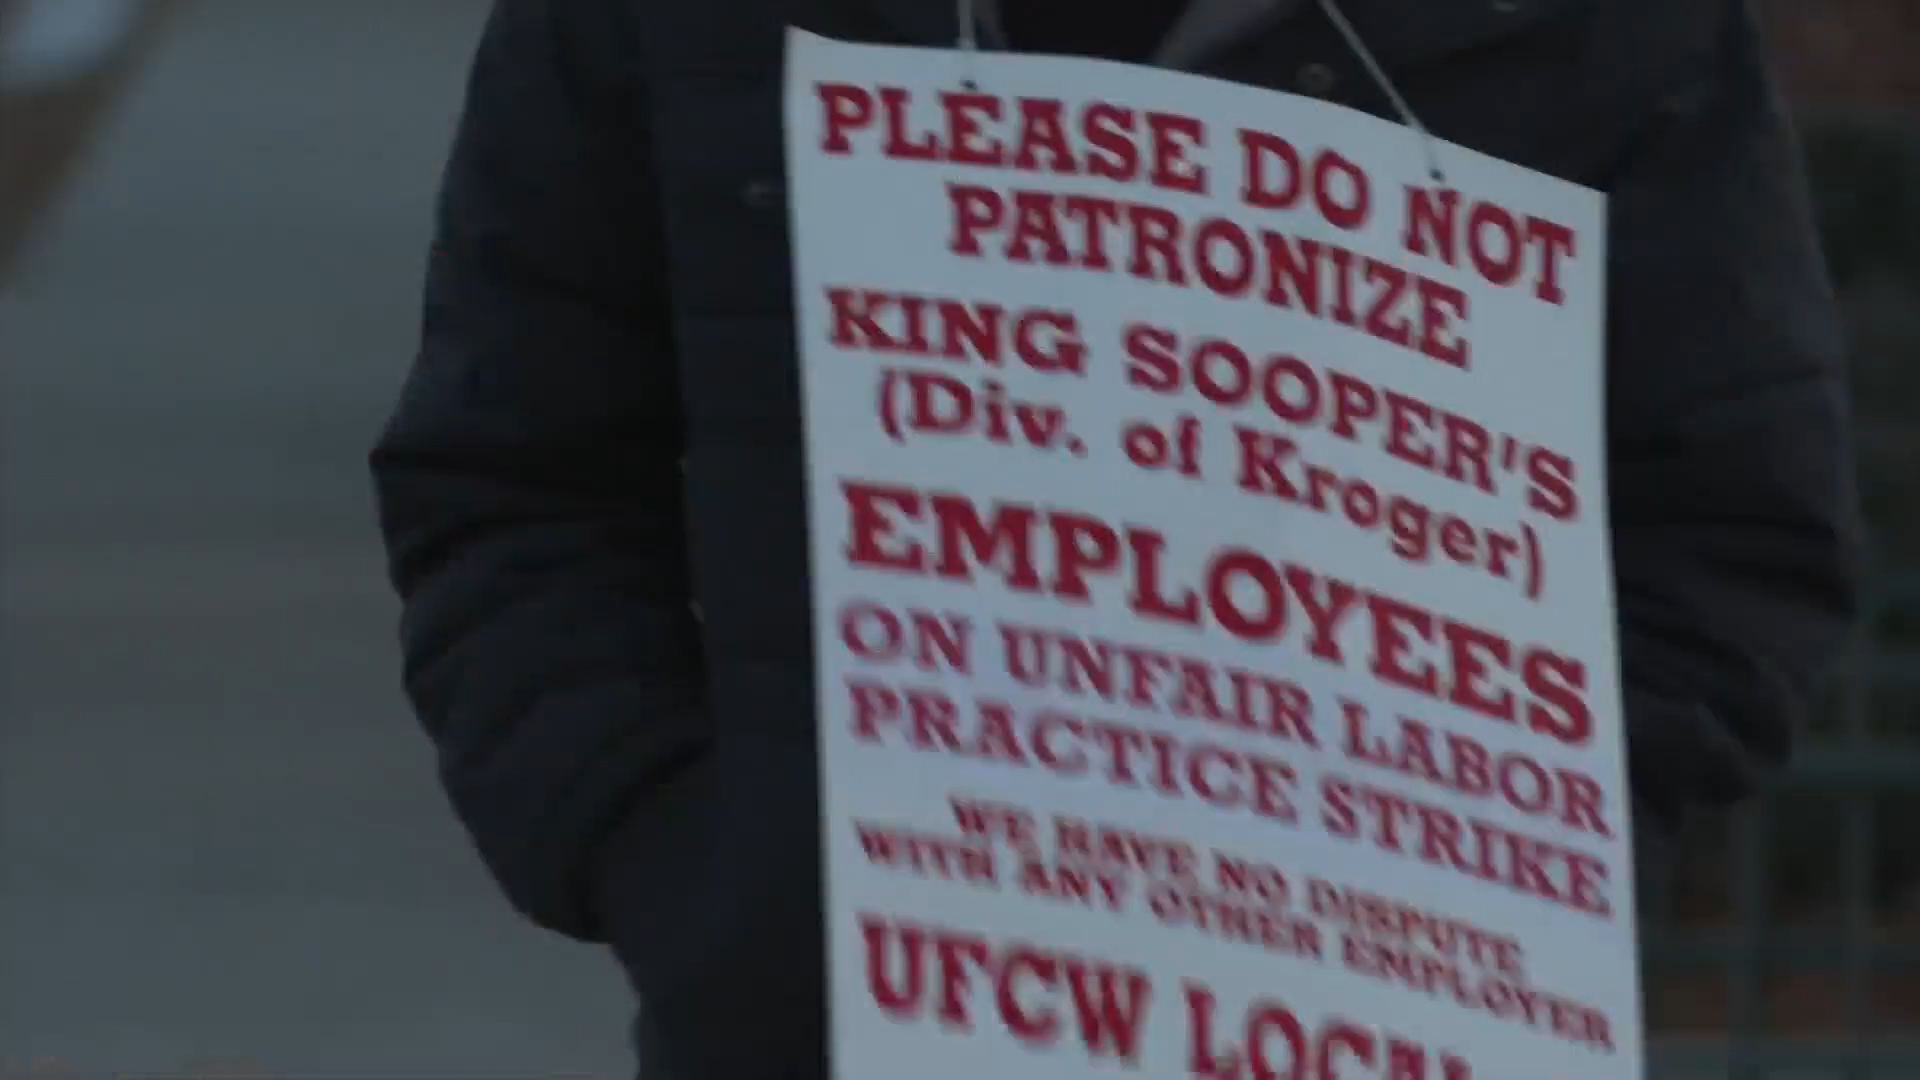 PLEASE DO NOT
PATRONIZE
KING SOOPER'S
(Div. of Kroger)
EMPLOYEES
ON UNFAIR LABOR
PRACTICE STRIKE
WE HAVE NO DISPUTE
WITH ANY OTHER EMPLOYER
UFCW LOCAL